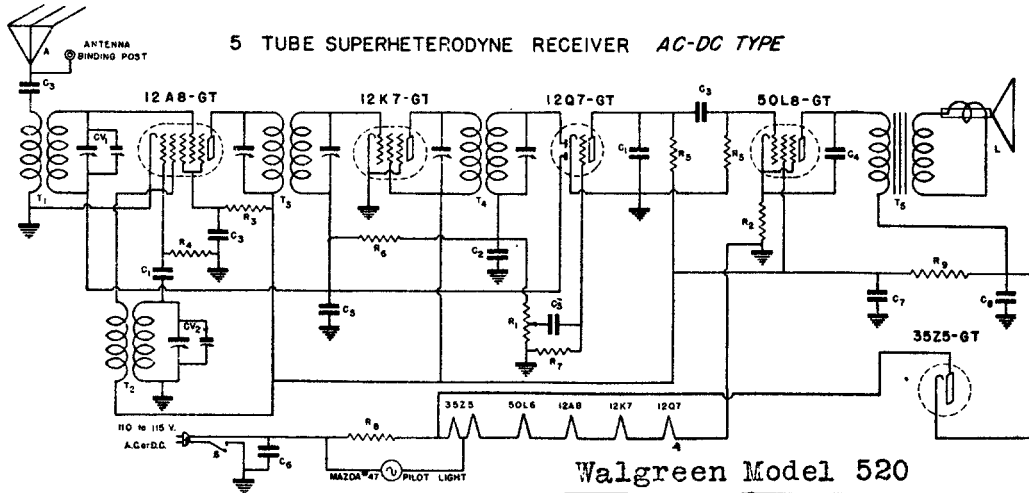 5 TUBE SUPERHETERODYNE RECEIVER AC-DC TYPE
A
ANTENNA
BINDING POST
C3
12A8-GT
12K7-GT
12Q7-GT
C3
50L8-GT
CV1
C1
R5
R5
C4
L
T1
T3
T4
T5
R3
R2
R4
C3
R6
C2
R9
C1
C5
R1
C3
C7
C8
CV2
R7
35Z5-GT
T2
110 to 115 V.
A.C. or D.C.
S
C6
R8
35Z5
50L6
12A8
12K7
12Q7
MAZDA #47
PILOT LIGHT
Walgreen Model 520